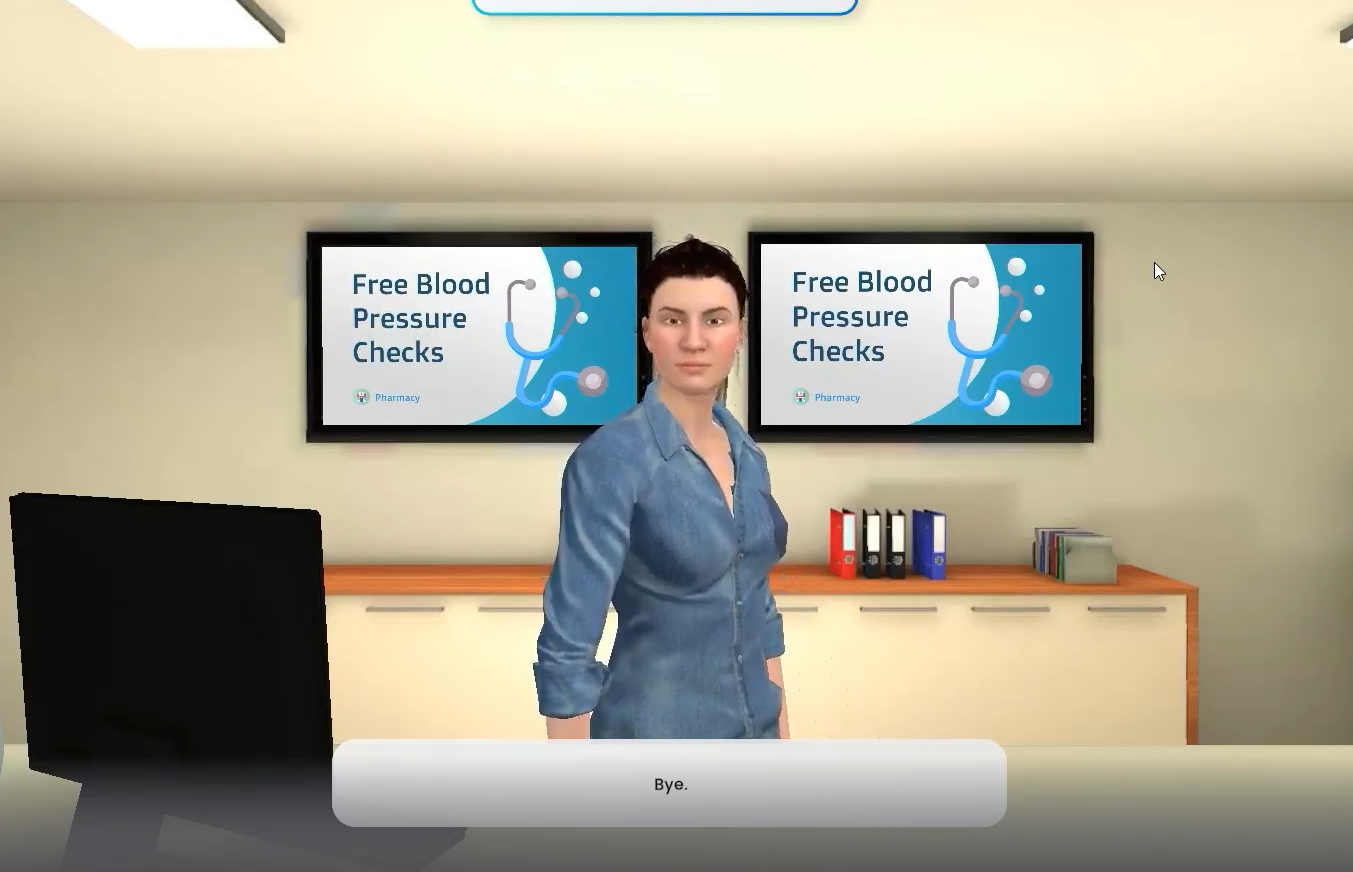 Free Blood
Pressure
Checks
Pharmacy
Free Blood
Pressure
Checks
Pharmacy
Bye.